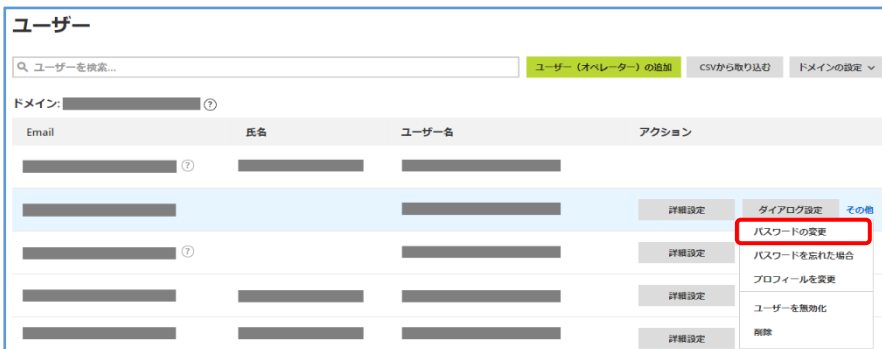 ユーザー
ユーザーを検索... ユーザー（オペレーター）の追加 CSVから取り込む ドメインの設定
ドメイン: ?
Email 氏名 ユーザー名 アクション
?
詳細設定 ダイアログ設定 その他
パスワードの変更
? 詳細設定 パスワードを忘れた場合
プロフィールを変更
詳細設定
ユーザーを無効化
削除
詳細設定